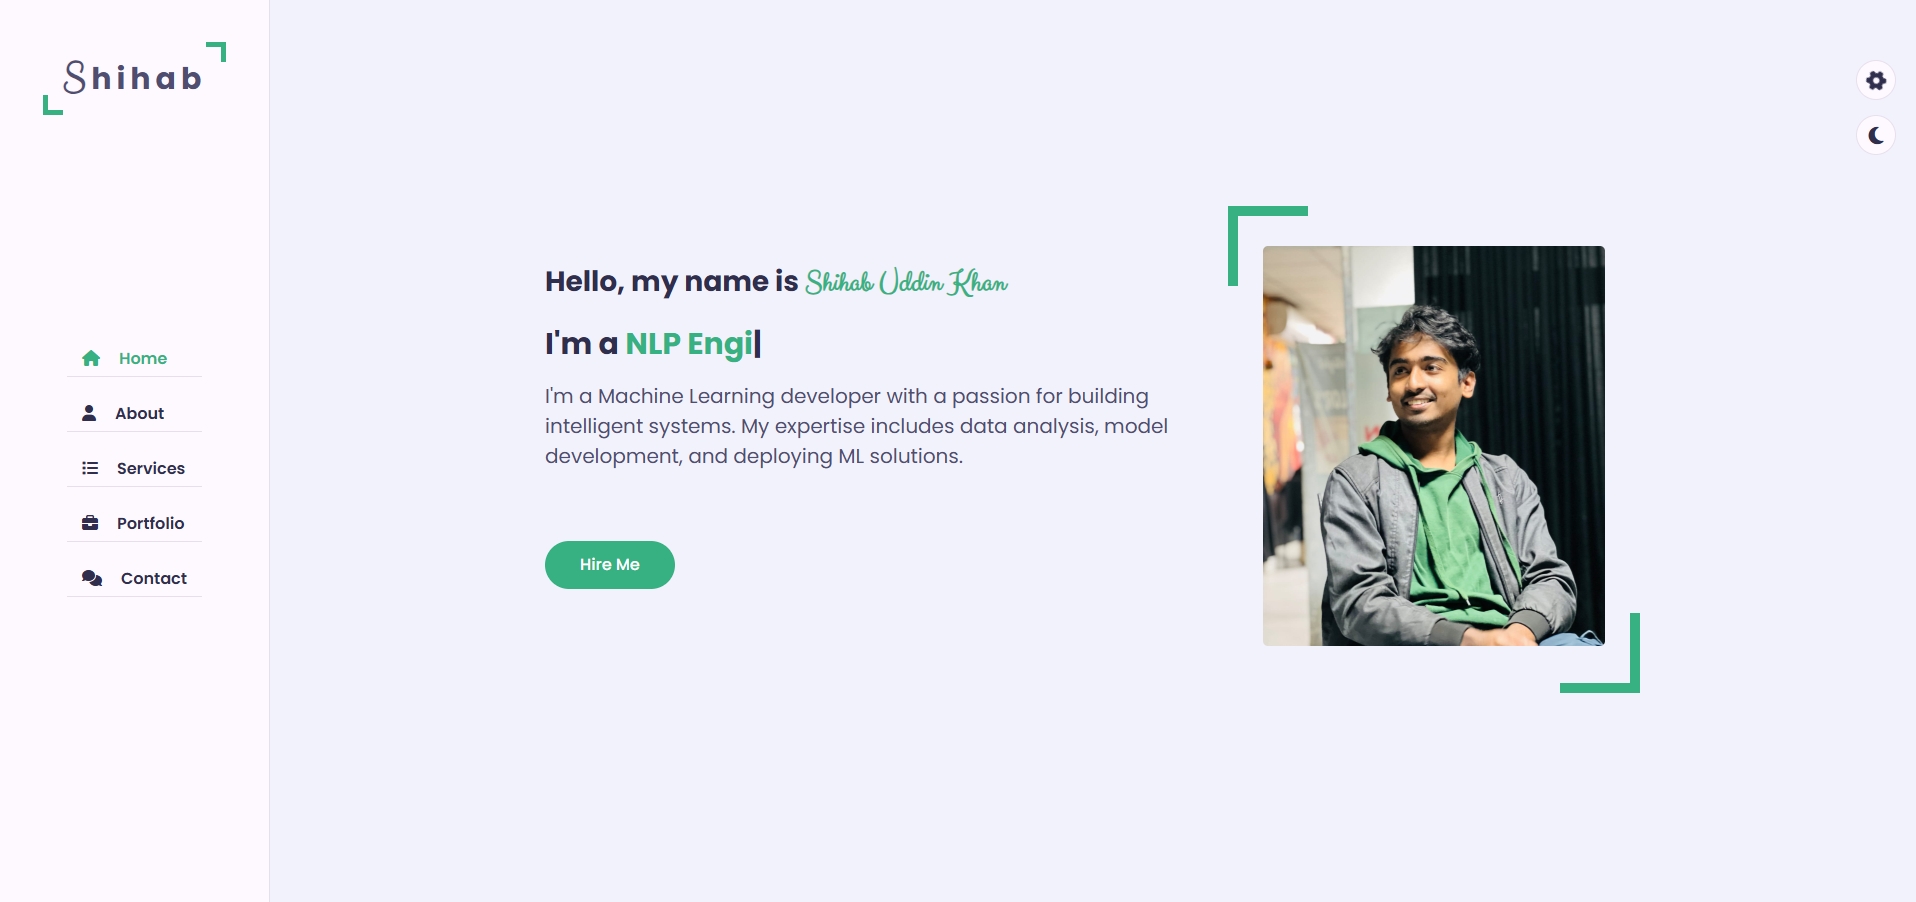 Shihab
Home
About
Services
Portfolio
Contact
Hello, my name is Shihab Uddin Khan
I'm a NLP Engi|
I'm a Machine Learning developer with a passion for building
intelligent systems. My expertise includes data analysis, model
development, and deploying ML solutions.
Hire Me